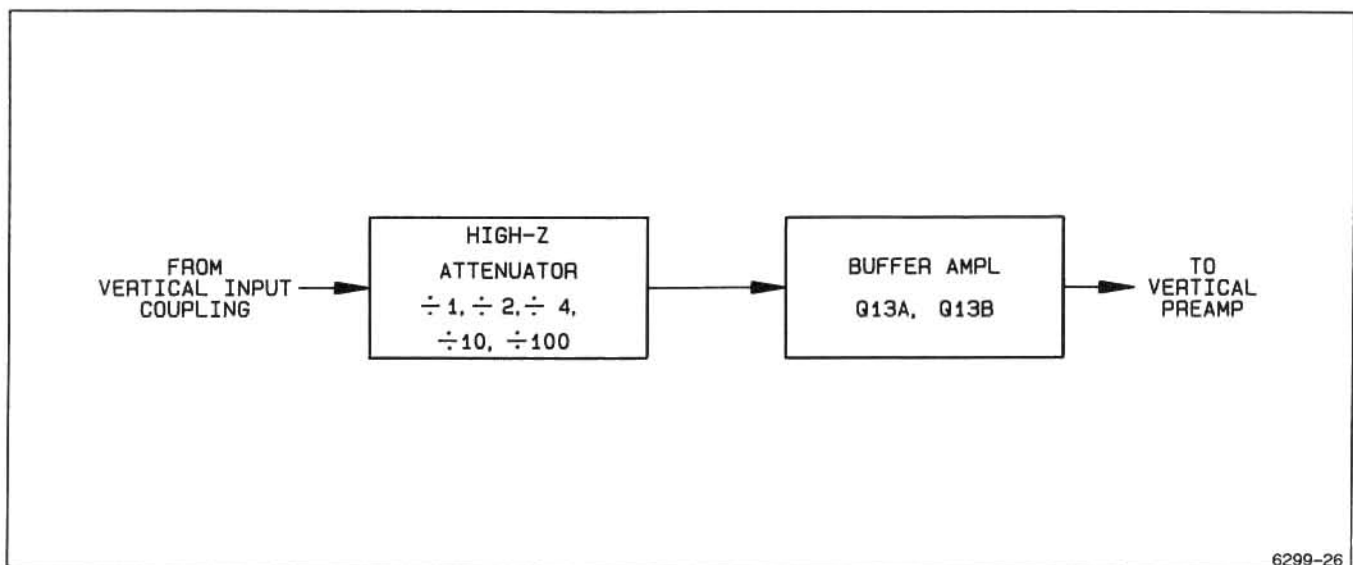 FROM
VERTICAL INPUT
COUPLING
HIGH-Z
ATTENUATOR
÷ 1, ÷ 2, ÷ 4,
÷10, ÷100
BUFFER AMPL
Q13A, Q13B
TO
VERTICAL
PREAMP
6299-26